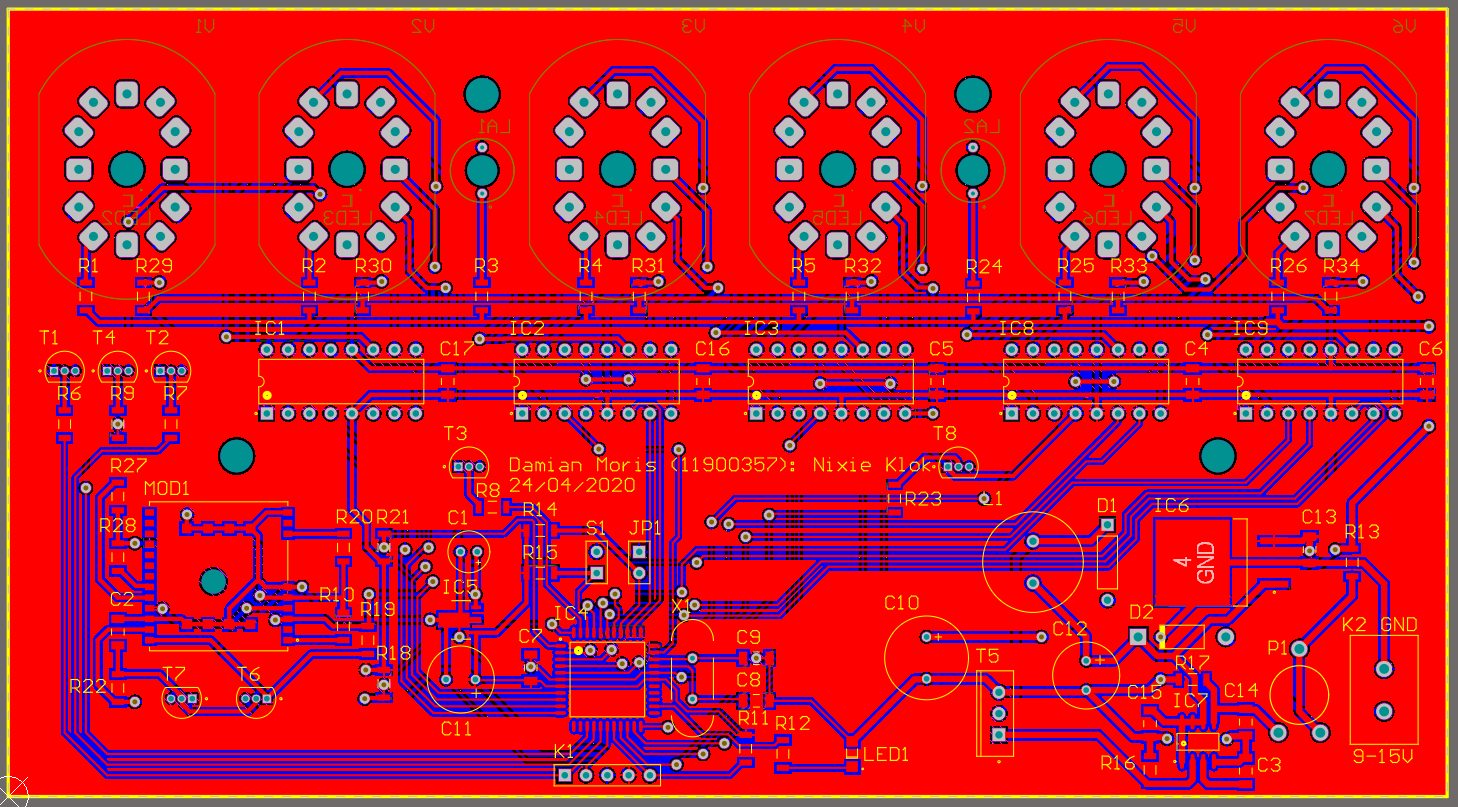 V1 V2 V3 V4 V5 V6
LA1 LA2
L L L L L L
LED2 LED3 LED4 LED5 LED6 LED7
R1 R29 R2 R30 R3 R4 R31 R5 R32 R24 R25 R33 R26 R34
T1 T4 T2 IC1 IC2 IC3 IC8 IC9
C17 C16 C5 C4 C6
R6 R9 R7
T3 T8
Damian Moris (11900357): Nixie Klok
24/04/2020
R27
MOD1 R8 R23 L1
R14 D1 IC6
R28 R20 R21 C1 S1 JP1 C13 R13
R15
4
GND
IC5
C2 R10 R19 IC4 X1 C10 D2 K2 GND
R18 C7 C9 T5 C12 P1
T7 T6 R22 C8 R17 C15 IC7 C14
C11 R11 R12
K1 LED1 R16 C3 9-15V